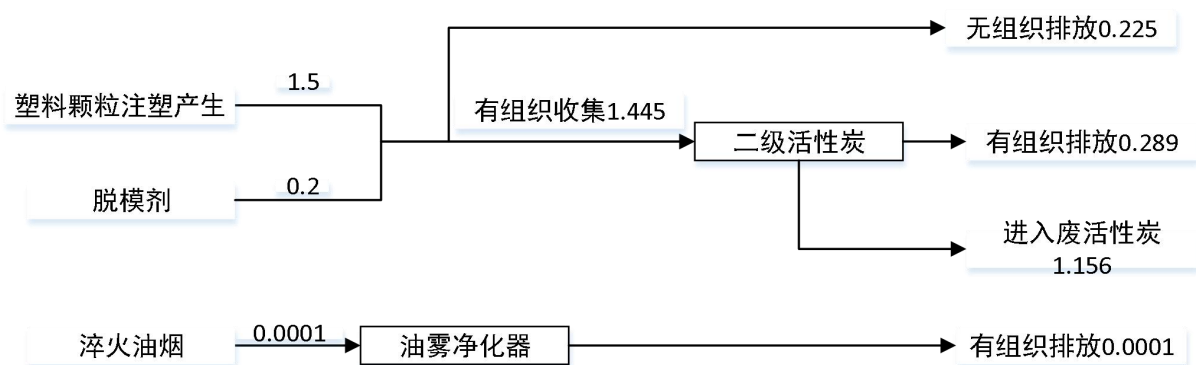 无组织排放0.225
1.5
塑料颗粒注塑产生
有组织收集1.445
二级活性炭
有组织排放0.289
0.2
脱模剂
进入废活性炭
1.156
淬火油烟
0.0001
油雾净化器
有组织排放0.0001